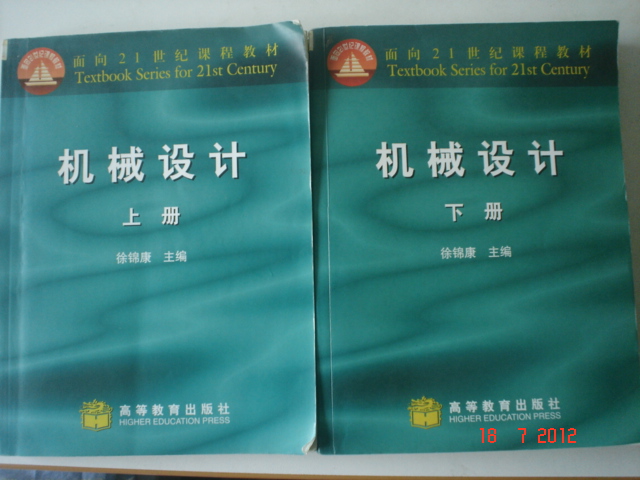 面向21世纪课程教材
Textbook Series for 21st Century
机械设计
上册
徐锦康 主编
高等教育出版社
HIGHER EDUCATION PRESS
面向21世纪课程教材
Textbook Series for 21st Century
机械设计
下册
徐锦康 主编
高等教育出版社
HIGHER EDUCATION PRESS
18 7 2012